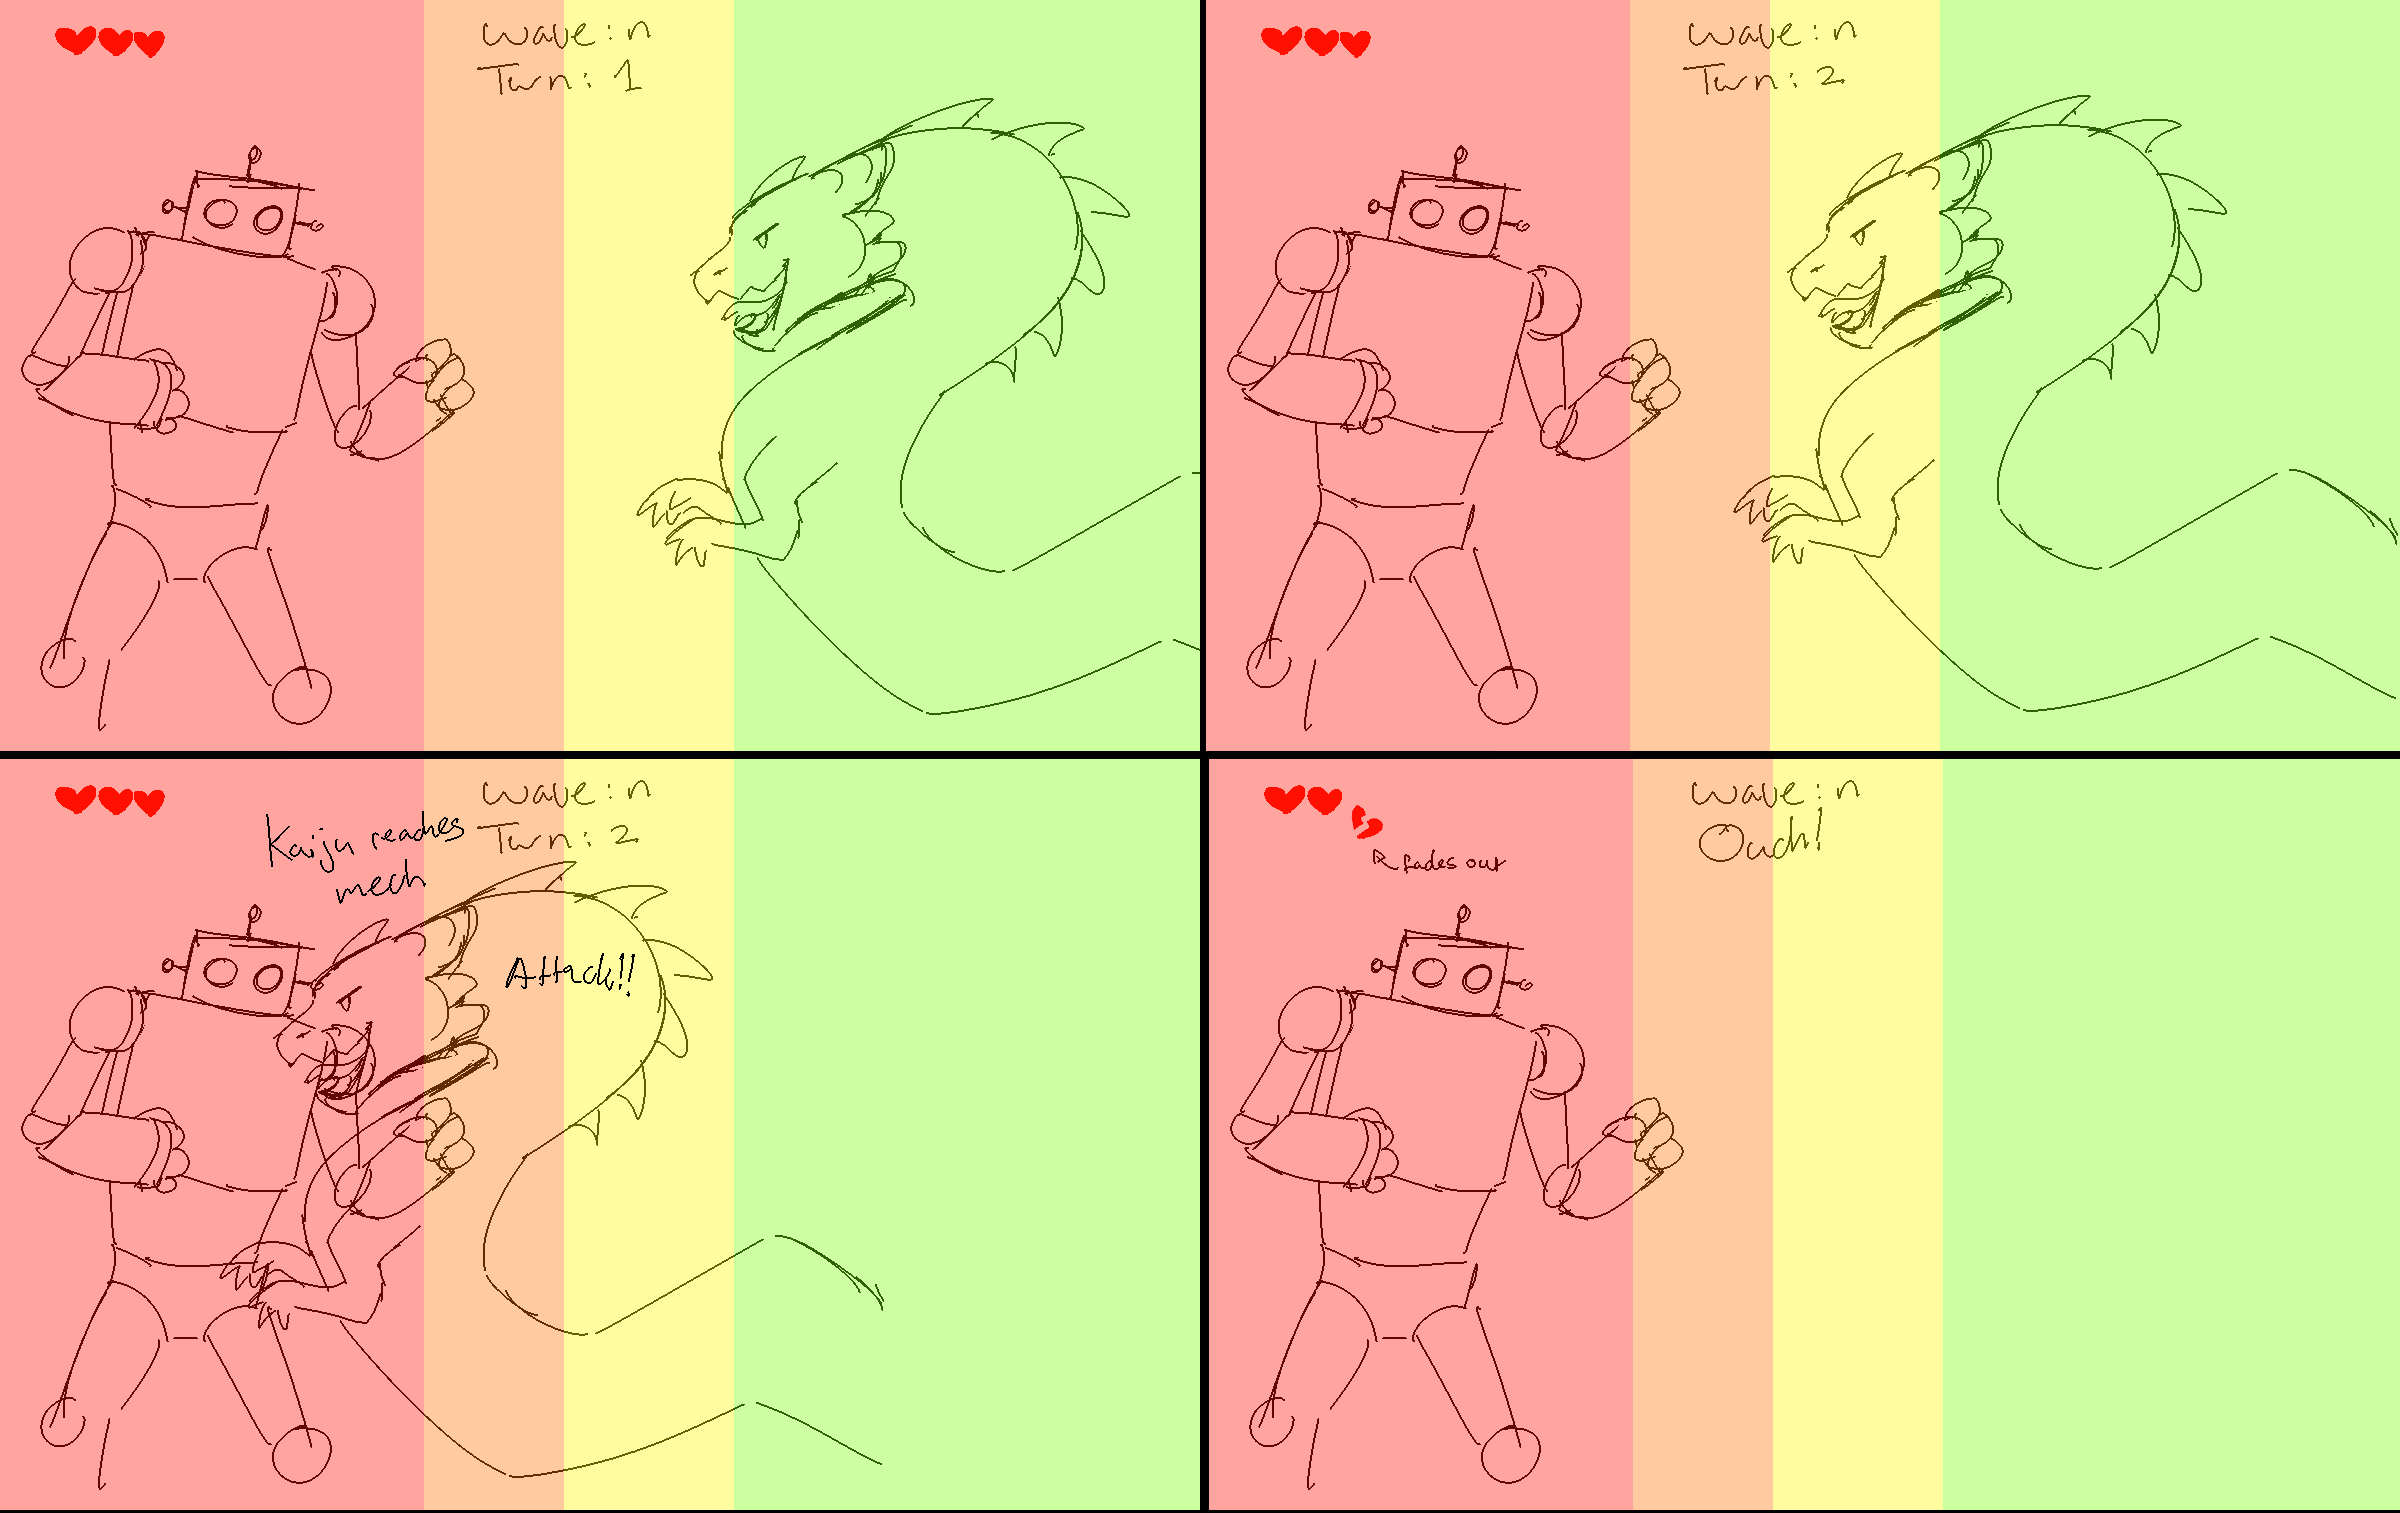 Wave: n
Turn: 1
Wave: n
Turn: 2
Wave: n
Turn: 2
Kaiju reaches
mech
Attack!!
Wave: n
Ouch!
fades out